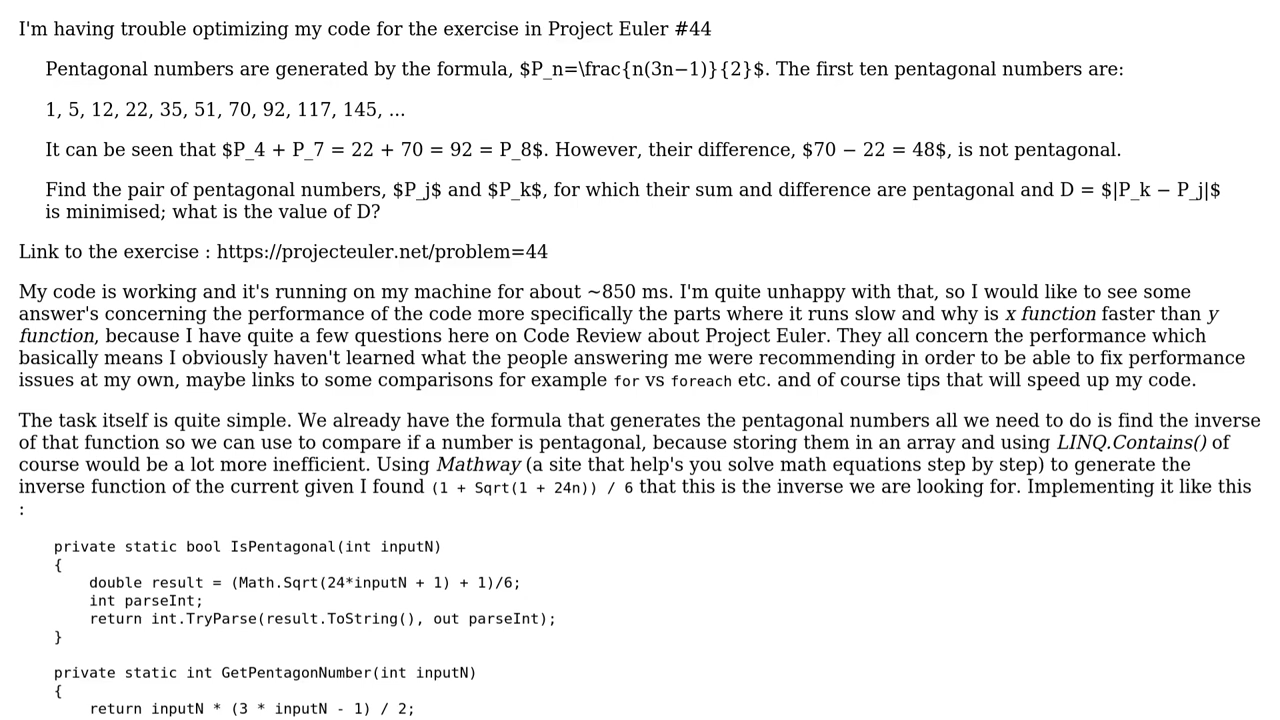 I'm having trouble optimizing my code for the exercise in Project Euler #44
Pentagonal numbers are generated by the formula, $P_n=\frac{n(3n−1)}{2}$. The first ten pentagonal numbers are:
1, 5, 12, 22, 35, 51, 70, 92, 117, 145, ...
It can be seen that $P_4 + P_7 = 22 + 70 = 92 = P_8$. However, their difference, $70 − 22 = 48$, is not pentagonal.
Find the pair of pentagonal numbers, $P_j$ and $P_k$, for which their sum and difference are pentagonal and D = $|P_k − P_j|$
is minimised; what is the value of D?
Link to the exercise : https://projecteuler.net/problem=44
My code is working and it's running on my machine for about ~850 ms. I'm quite unhappy with that, so I would like to see some
answer's concerning the performance of the code more specifically the parts where it runs slow and why is x function faster than y
function, because I have quite a few questions here on Code Review about Project Euler. They all concern the performance which
basically means I obviously haven't learned what the people answering me were recommending in order to be able to fix performance
issues at my own, maybe links to some comparisons for example for vs foreach etc. and of course tips that will speed up my code.
The task itself is quite simple. We already have the formula that generates the pentagonal numbers all we need to do is find the inverse
of that function so we can use to compare if a number is pentagonal, because storing them in an array and using LINQ.Contains() of
course would be a lot more inefficient. Using Mathway (a site that help's you solve math equations step by step) to generate the
inverse function of the current given I found (1 + Sqrt(1 + 24n)) / 6 that this is the inverse we are looking for. Implementing it like this
:
private static bool IsPentagonal(int inputN)
{
    double result = (Math.Sqrt(24*inputN + 1) + 1)/6;
    int parseInt;
    return int.TryParse(result.ToString(), out parseInt);
}
private static int GetPentagonNumber(int inputN)
{
    return inputN * (3 * inputN - 1) / 2;